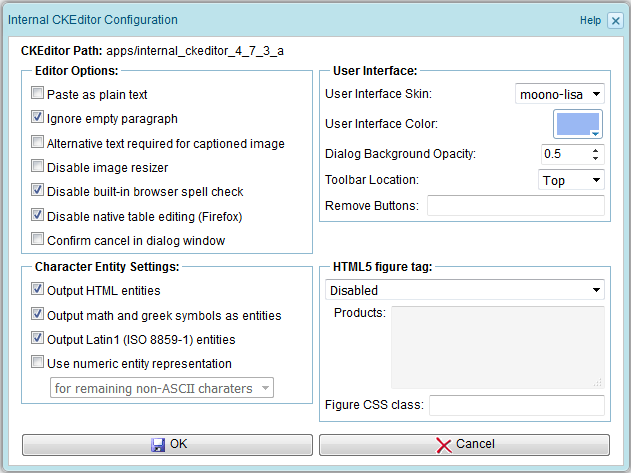 Internal CKEditor Configuration
Help
CKEditor Path: apps/internal_ckeditor_4_7_3_a
Editor Options:
Paste as plain text
Ignore empty paragraph
Alternative text required for captioned image
Disable image resizer
Disable built-in browser spell check
Disable native table editing (Firefox)
Confirm cancel in dialog window
User Interface:
User Interface Skin: moono-lisa
User Interface Color:
Dialog Background Opacity: 0.5
Toolbar Location: Top
Remove Buttons:
Character Entity Settings:
Output HTML entities
Output math and greek symbols as entities
Output Latin1 (ISO 8859-1) entities
Use numeric entity representation
for remaining non-ASCII charaters
HTML5 figure tag:
Disabled
Products:
Figure CSS class:
OK
Cancel